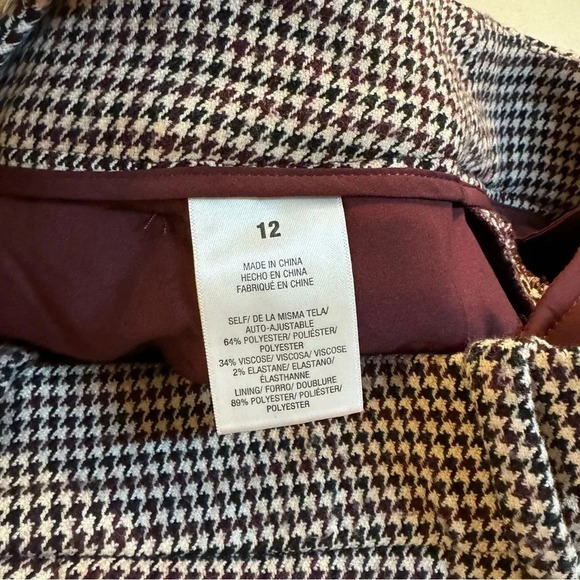 12
MADE IN CHINA
HECHO EN CHINA
FABRIQUÉ EN CHINE
SELF/ DE LA MISMA TELA/
AUTO-AJUSTABLE
64% POLYESTER/ POLIÉSTER/
POLYESTER
34% VISCOSE/ VISCOSA/ VISCOSE
2% ELASTANE/ ELASTANO/
ÉLASTHANNE
LINING/ FORRO/ DOUBLURE
89% POLYESTER/ POLIÉSTER/
POLYESTER